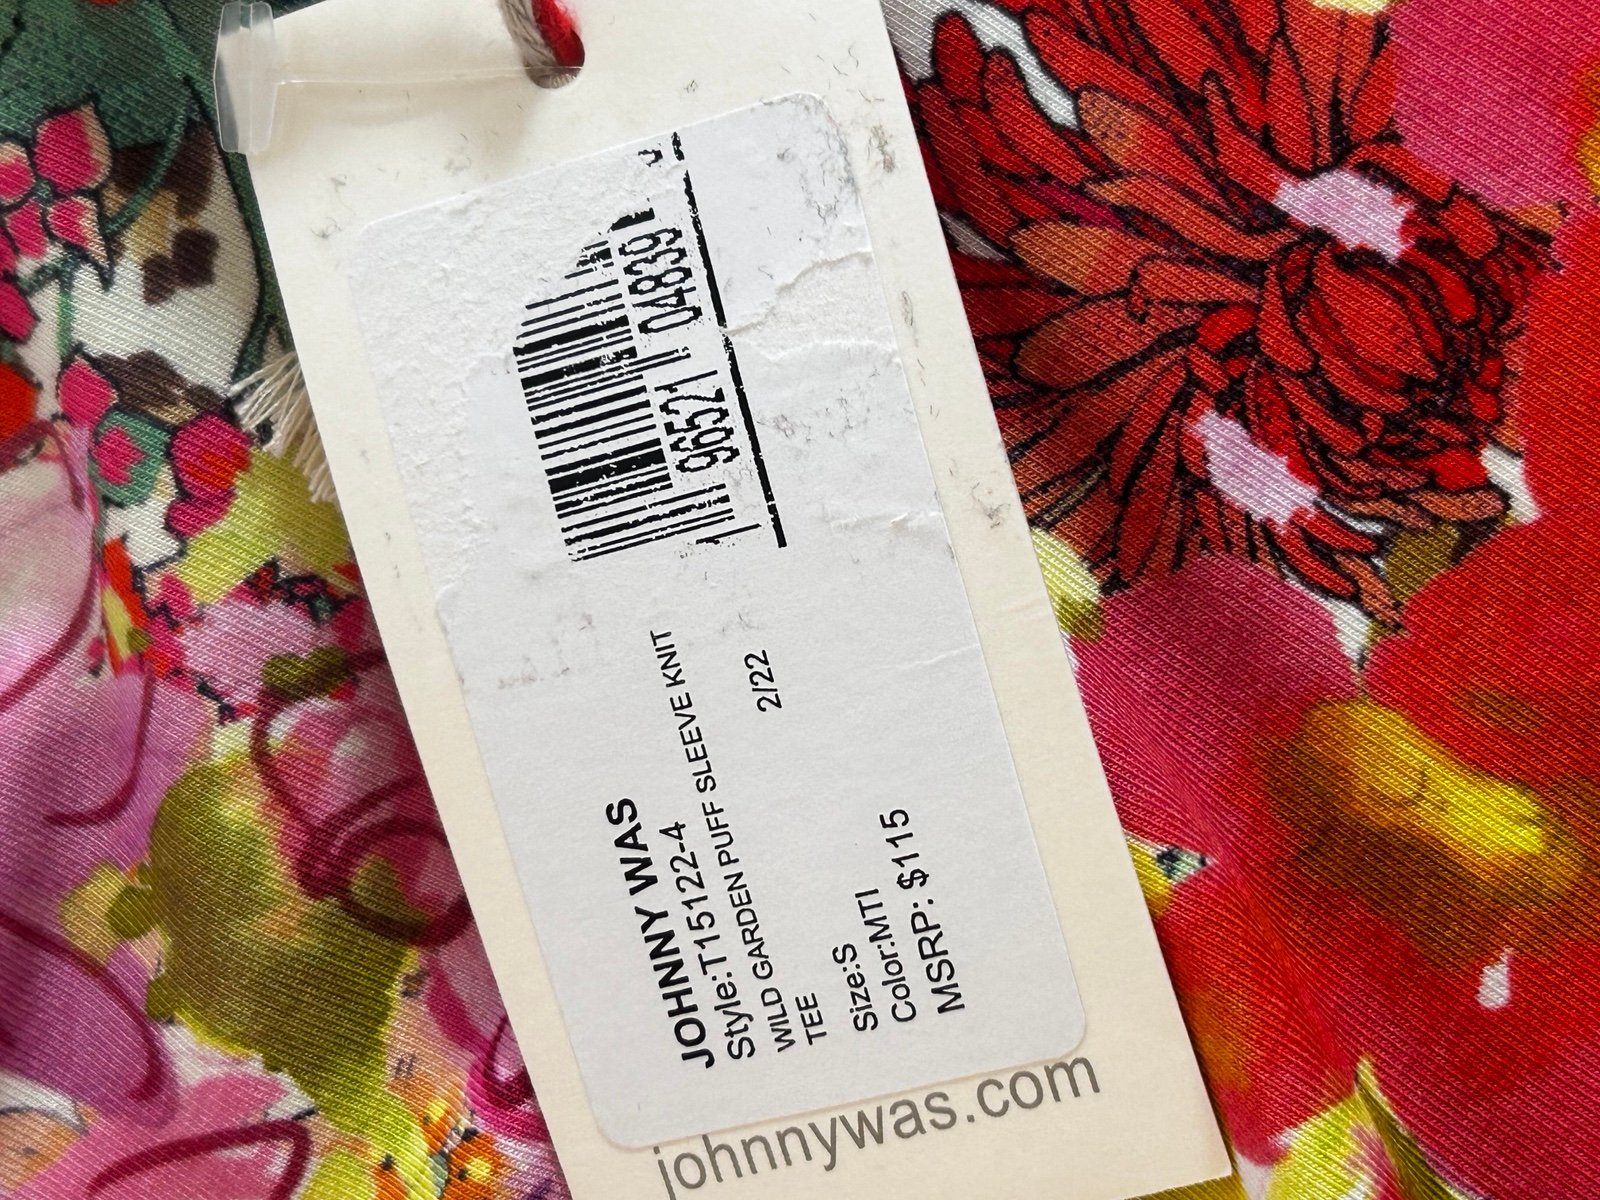 JOHNNY WAS
Style:T15122-4
WILD GARDEN PUFF SLEEVE KNIT
TEE
2/22
Size:S
Color:MTI
MSRP: $115
johnnywas.com
96521 04839